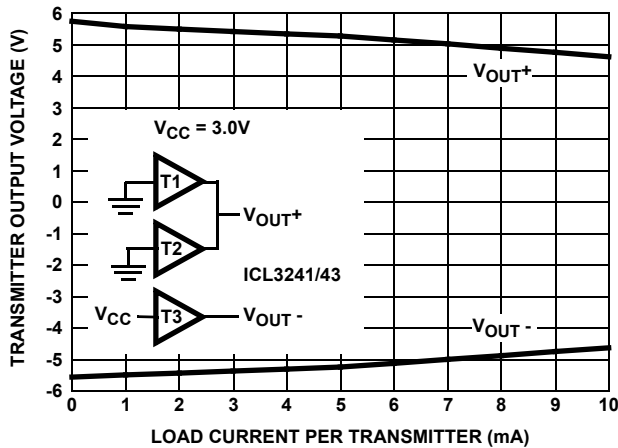 TRANSMITTER OUTPUT VOLTAGE (V)
6
5
4
3
2
1
0
-1
-2
-3
-4
-5
-6
VOUT+
VCC = 3.0V
T1
VOUT+
T2
ICL3241/43
VCC
T3
VOUT -
VOUT -
0 1 2 3 4 5 6 7 8 9 10
LOAD CURRENT PER TRANSMITTER (mA)